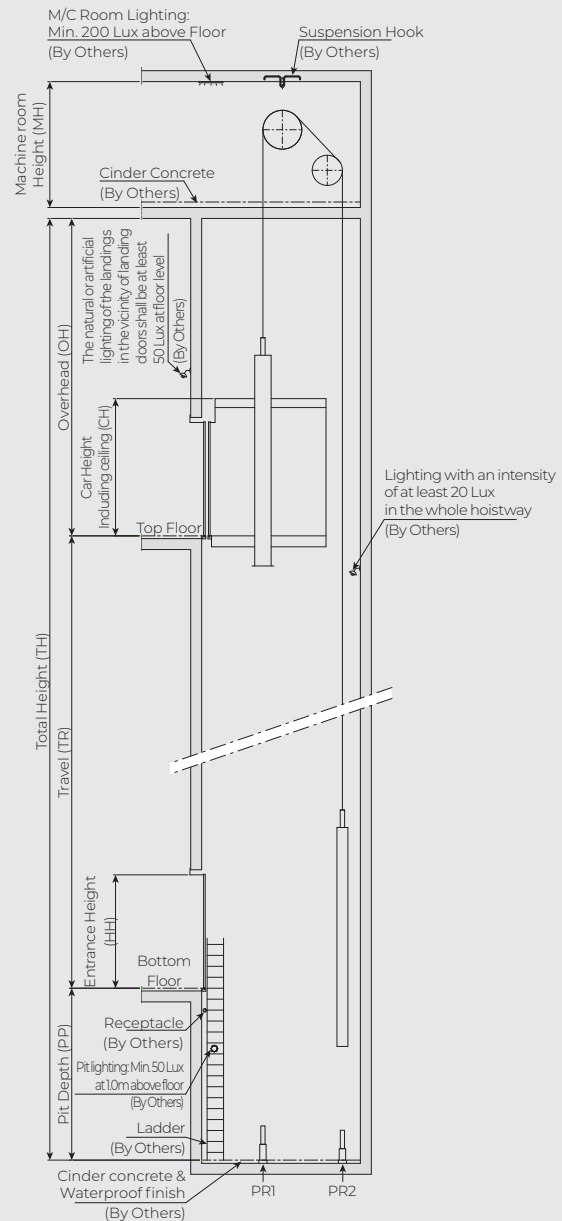 M/C Room Lighting:
Min. 200 Lux above Floor
(By Others)
Suspension Hook
(By Others)
Machine room
Height (MH)
Cinder Concrete
(By Others)
The natural or artificial
lighting of the landings
in the vicinity of landing
doors shall be at least
50 Lux at floor level
(By Others)
Overhead (OH)
Car Height
Including ceiling (CH)
Top Floor
Lighting with an intensity
of at least 20 Lux
in the whole hoistway
(By Others)
Total Height (TH)
Travel (TR)
Entrance Height
(HH)
Bottom
Floor
Receptacle
(By Others)
Pit lighting: Min. 50 Lux
at 1.0m above floor
(By Others)
Pit Depth (PP)
Ladder
(By Others)
Cinder concrete &
Waterproof finish
(By Others)
PR1
PR2